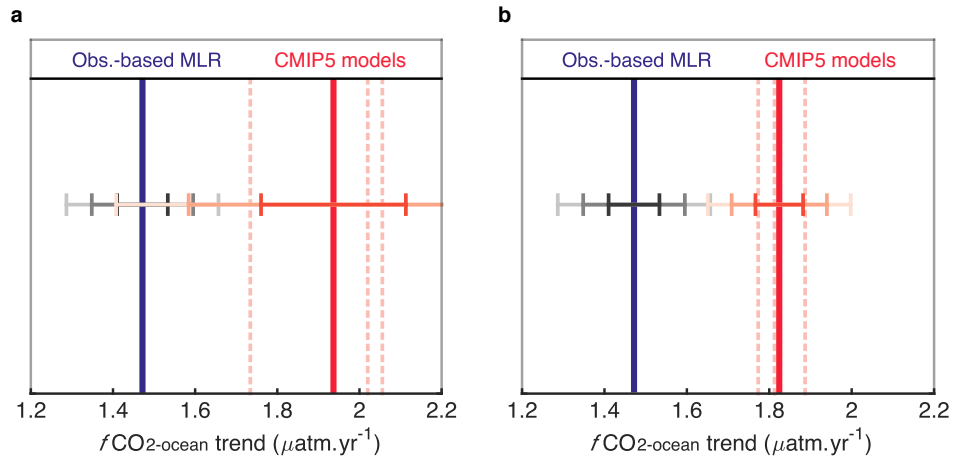 a
b
Obs.-based MLR CMIP5 models
Obs.-based MLR CMIP5 models
1.2 1.4 1.6 1.8 2 2.2
1.2 1.4 1.6 1.8 2 2.2
fCO2-ocean trend (μatm.yr-1)
fCO2-ocean trend (μatm.yr-1)